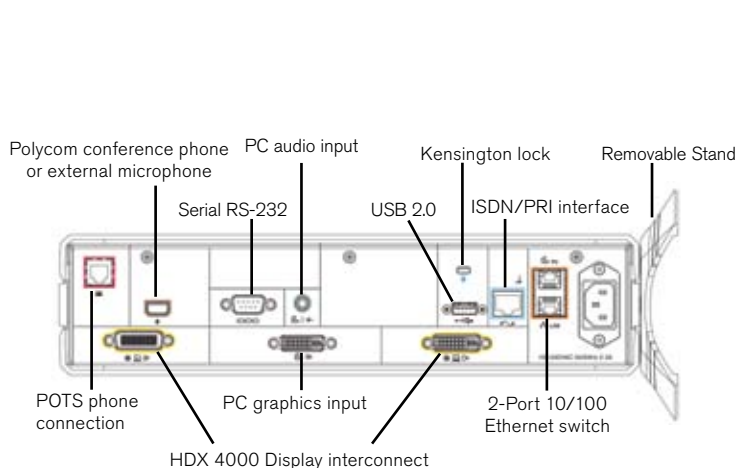 Polycom conference phone
or external microphone
PC audio input
Kensington lock
Removable Stand
Serial RS-232
USB 2.0
ISDN/PRI interface
POTS phone
connection
PC graphics input
2-Port 10/100
Ethernet switch
HDX 4000 Display interconnect